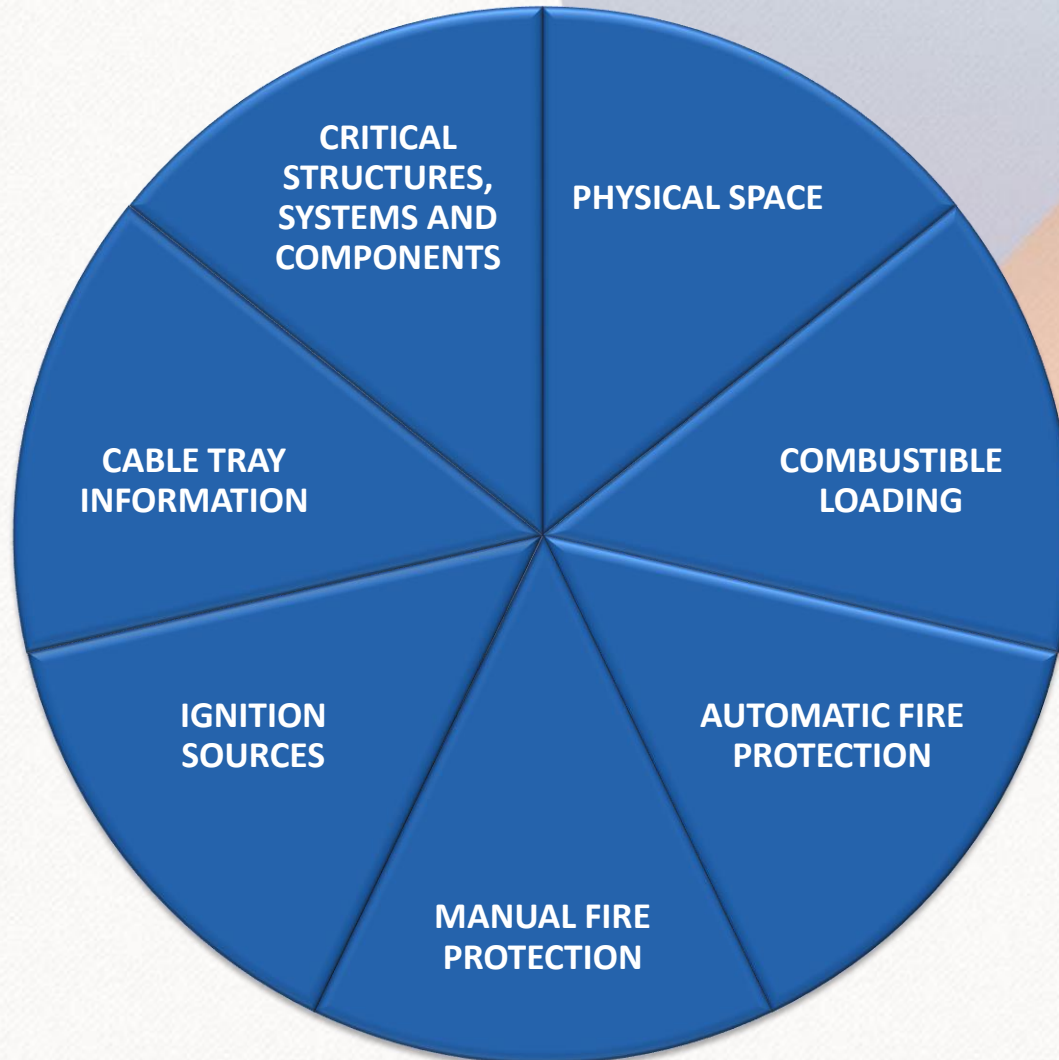 CRITICAL
STRUCTURES,
SYSTEMS AND
COMPONENTS
PHYSICAL SPACE
CABLE TRAY
INFORMATION
COMBUSTIBLE
LOADING
IGNITION
SOURCES
AUTOMATIC FIRE
PROTECTION
MANUAL FIRE
PROTECTION